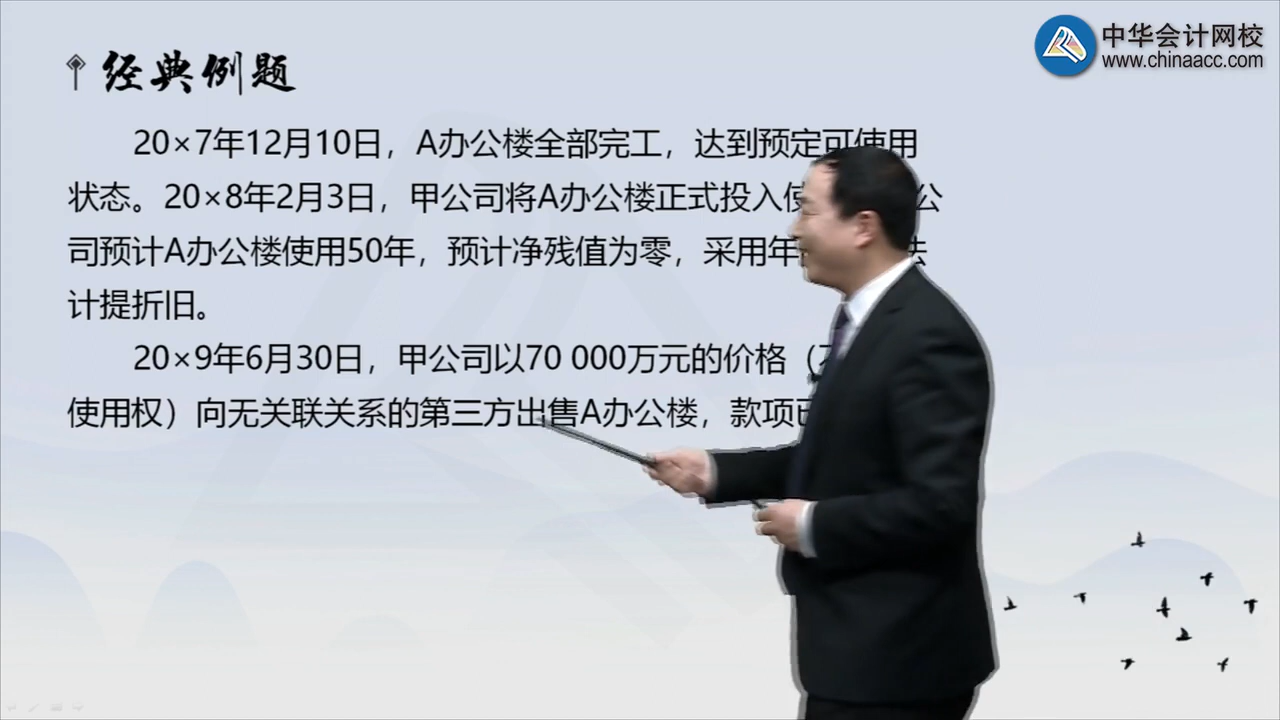 中华会计网校
www.chinaacc.com
经典例题
20×7年12月10日，A办公楼全部完工，达到预定可使用
状态。20×8年2月3日，甲公司将A办公楼正式投入使 公
司预计A办公楼使用50年，预计净残值为零，采用年 法
计提折旧。
20×9年6月30日，甲公司以70 000万元的价格（
使用权）向无关联关系的第三方出售A办公楼，款项已